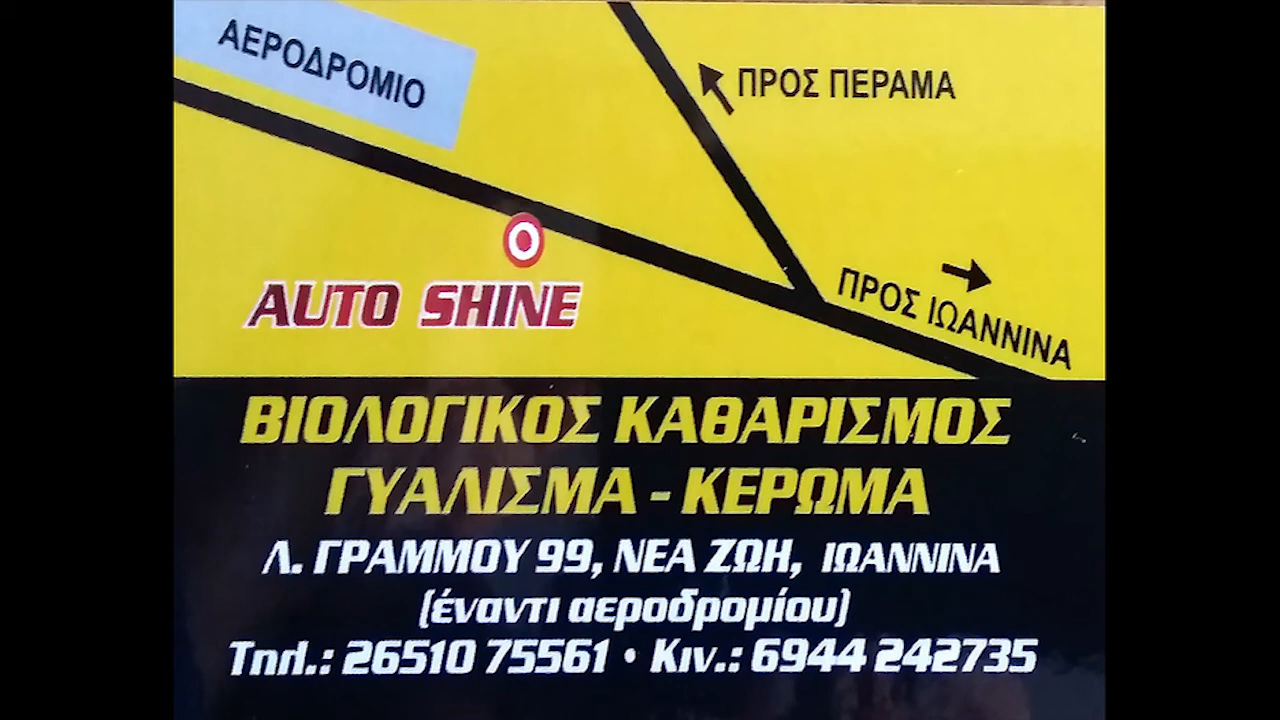 ΑΕΡΟΔΡΟΜΙΟ
ΠΡΟΣ ΠΕΡΑΜΑ
ΠΡΟΣ ΙΩΑΝΝΙΝΑ
AUTO SHINE
ΒΙΟΛΟΓΙΚΟΣ ΚΑΘΑΡΙΣΜΟΣ
ΓΥΑΛΙΣΜΑ - ΚΕΡΩΜΑ
Λ. ΓΡΑΜΜΟΥ 99, ΝΕΑ ΖΩΗ, ΙΩΑΝΝΙΝΑ
(έναντι αεροδρομίου)
Τηλ.: 26510 75561 • Κιν.: 6944 242735